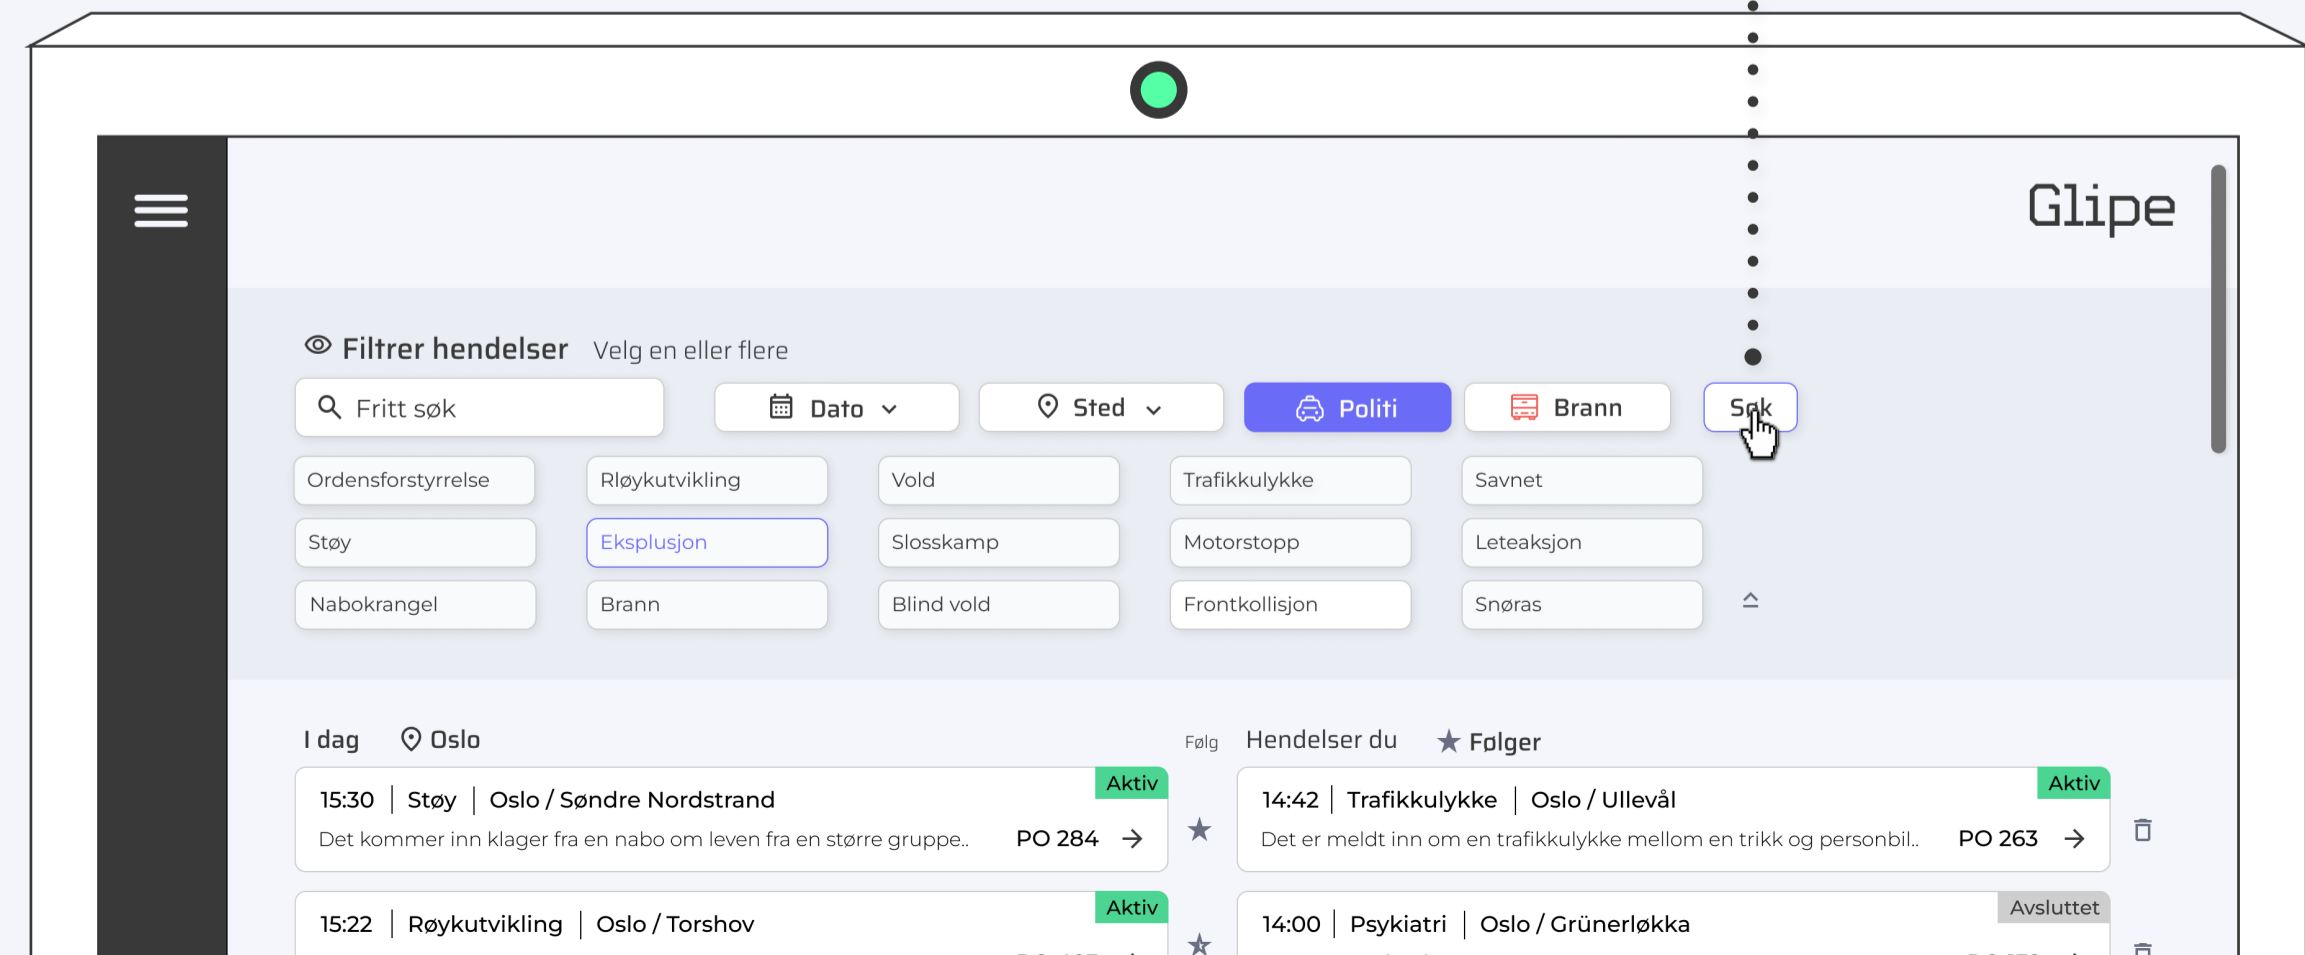 Glipe
Filtrer hendelser Velg en eller flere
Fritt søk Dato Sted Politi Brann Søk
Ordensforstyrrelse Rløykutvikling Vold Trafikkulykke Savnet
Støy Eksplusjon Slosskamp Motorstopp Leteaksjon
Nabokrangel Brann Blind vold Frontkollisjon Snøras
I dag Oslo Følg Hendelser du Følger
Aktiv
15:30 Støy Oslo / Søndre Nordstrand
Det kommer inn klager fra en nabo om leven fra en større gruppe.. PO 284
Aktiv
14:42 Trafikkulykke Oslo / Ullevål
Det er meldt inn om en trafikkulykke mellom en trikk og personbil.. PO 263
Aktiv
15:22 Røykutvikling Oslo / Torshov
Avsluttet
14:00 Psykiatri Oslo / Grünerløkka